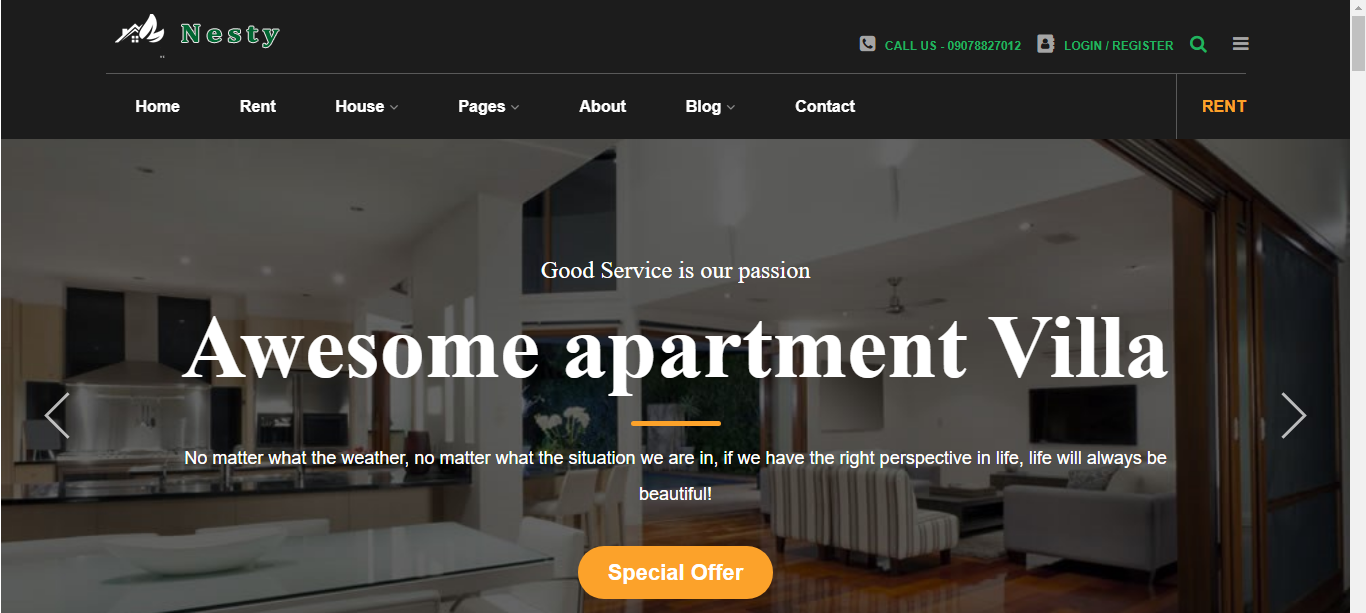 Nesty
CALL US - 09078827012 LOGIN / REGISTER
Home Rent House Pages About Blog Contact RENT
Good Service is our passion
Awesome apartment Villa
No matter what the weather, no matter what the situation we are in, if we have the right perspective in life, life will always be
beautiful!
Special Offer